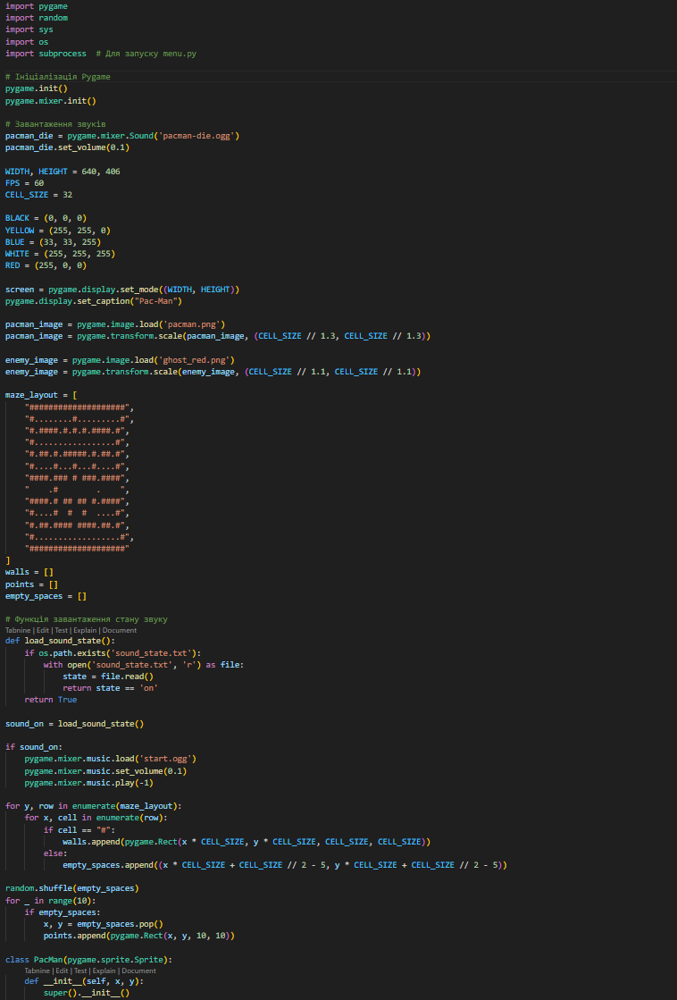 import pygame
import random
import sys
import os
import subprocess  # Для запуску menu.py
# Ініціалізація Pygame
pygame.init()
pygame.mixer.init()
# Завантаження звуків
pacman_die = pygame.mixer.Sound('pacman-die.ogg')
pacman_die.set_volume(0.1)
WIDTH, HEIGHT = 640, 406
FPS = 60
CELL_SIZE = 32
BLACK = (0, 0, 0)
YELLOW = (255, 255, 0)
BLUE = (33, 33, 255)
WHITE = (255, 255, 255)
RED = (255, 0, 0)
screen = pygame.display.set_mode((WIDTH, HEIGHT))
pygame.display.set_caption("Pac-Man")
pacman_image = pygame.image.load('pacman.png')
pacman_image = pygame.transform.scale(pacman_image, (CELL_SIZE // 1.3, CELL_SIZE // 1.3))
enemy_image = pygame.image.load('ghost_red.png')
enemy_image = pygame.transform.scale(enemy_image, (CELL_SIZE // 1.1, CELL_SIZE // 1.1))
maze_layout = [
    "####################",
    "#........#.........#",
    "#.####.#.#.#.####.#",
    "#.................#",
    "#.##.#.#####.#.##.#",
    "#....#...#...#....#",
    "####.### # ###.####",
    "    .#        .    ",
    "####.# ## ## #.####",
    "#....#  #  #  ....#",
    "#.##.#### ####.##.#",
    "#..................#",
    "####################"
]
walls = []
points = []
empty_spaces = []
# Функція завантаження стану звуку
Tabnine | Edit | Test | Explain | Document
def load_sound_state():
    if os.path.exists('sound_state.txt'):
        with open('sound_state.txt', 'r') as file:
            state = file.read()
            return state == 'on'
    return True
sound_on = load_sound_state()
if sound_on:
    pygame.mixer.music.load('start.ogg')
    pygame.mixer.music.set_volume(0.1)
    pygame.mixer.music.play(-1)
for y, row in enumerate(maze_layout):
    for x, cell in enumerate(row):
        if cell == "#":
            walls.append(pygame.Rect(x * CELL_SIZE, y * CELL_SIZE, CELL_SIZE, CELL_SIZE))
        else:
            empty_spaces.append((x * CELL_SIZE + CELL_SIZE // 2 - 5, y * CELL_SIZE + CELL_SIZE // 2 - 5))
random.shuffle(empty_spaces)
for _ in range(10):
    if empty_spaces:
        x, y = empty_spaces.pop()
        points.append(pygame.Rect(x, y, 10, 10))
class PacMan(pygame.sprite.Sprite):
    Tabnine | Edit | Test | Explain | Document
    def __init__(self, x, y):
        super().__init__()